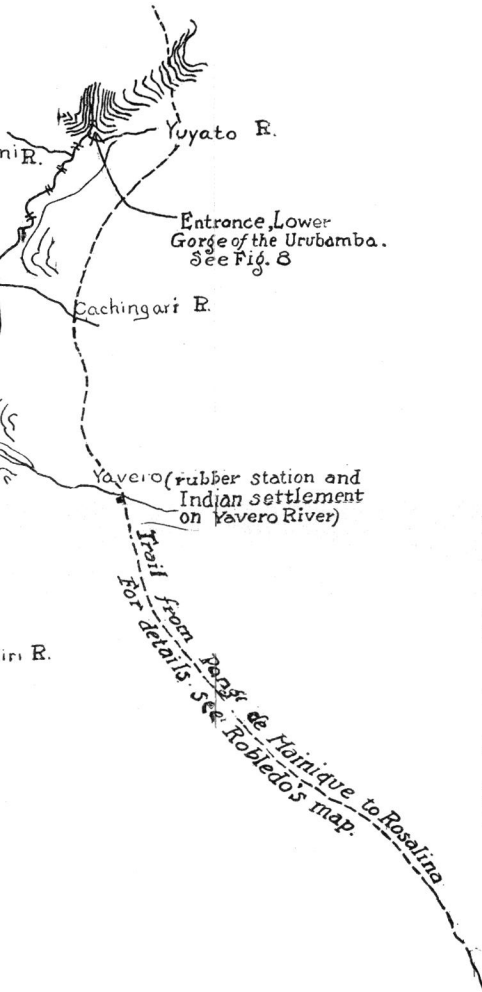 Yuyato R.
ni R.
Entrance, Lower
Gorge of the Urubamba.
See Fig. 8
Cachingari R.
Yavero (rubber station and
Indian settlement
on Yavero River)
Trail from Pongo de Mainique to Rosalina
For details see Robledo's map.
iri R.